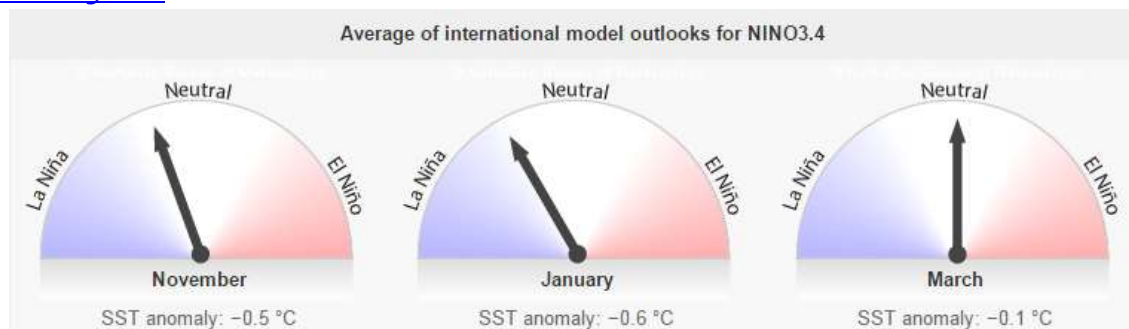 Average of international model outlooks for NINO3.4
Neutral
La Niña
El Niño
November
SST anomaly: −0.5 °C
Neutral
La Niña
El Niño
January
SST anomaly: −0.6 °C
Neutral
La Niña
El Niño
March
SST anomaly: −0.1 °C